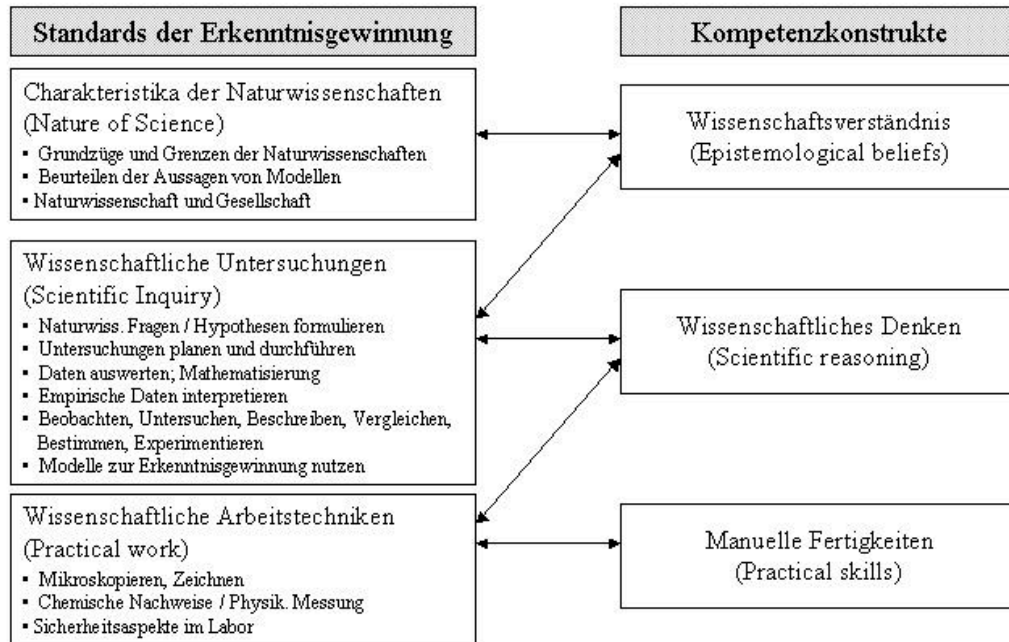 Standards der Erkenntnisgewinnung
Charakteristika der Naturwissenschaften
(Nature of Science)
▪ Grundzüge und Grenzen der Naturwissenschaften
▪ Beurteilen der Aussagen von Modellen
▪ Naturwissenschaft und Gesellschaft
Wissenschaftliche Untersuchungen
(Scientific Inquiry)
▪ Naturwiss. Fragen / Hypothesen formulieren
▪ Untersuchungen planen und durchführen
▪ Daten auswerten; Mathematisierung
▪ Empirische Daten interpretieren
▪ Beobachten, Untersuchen, Beschreiben, Vergleichen,
Bestimmen, Experimentieren
▪ Modelle zur Erkenntnisgewinnung nutzen
Wissenschaftliche Arbeitstechniken
(Practical work)
▪ Mikroskopieren, Zeichnen
▪ Chemische Nachweise / Physik. Messung
▪ Sicherheitsaspekte im Labor
Kompetenzkonstrukte
Wissenschaftsverständnis
(Epistemological beliefs)
Wissenschaftliches Denken
(Scientific reasoning)
Manuelle Fertigkeiten
(Practical skills)